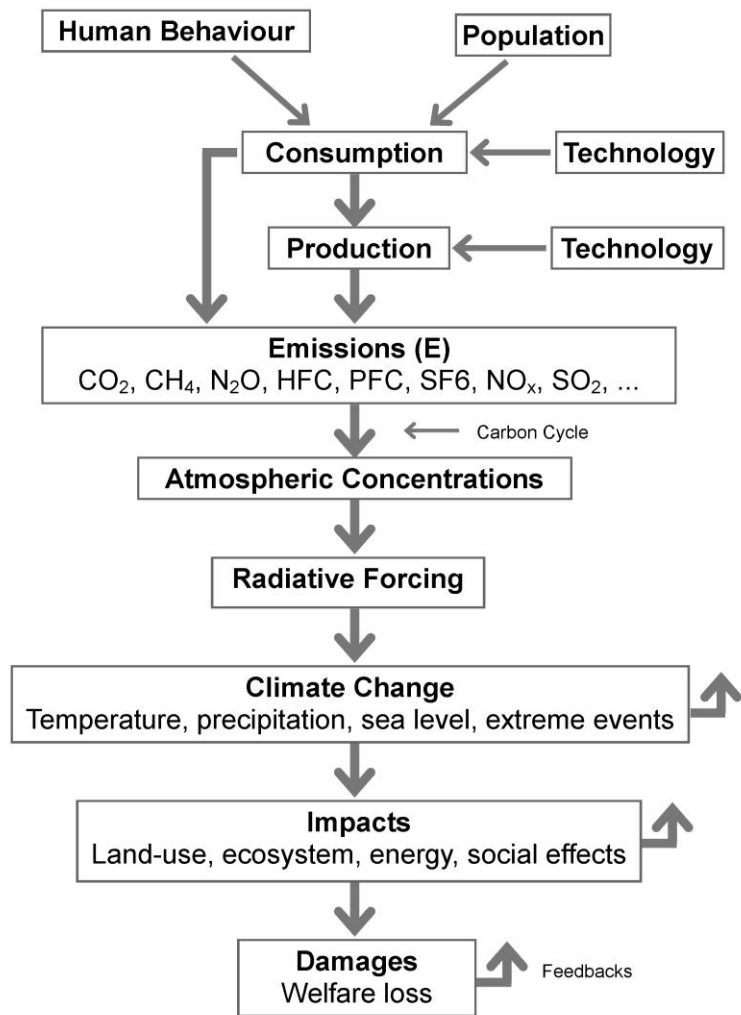 Human Behaviour
Population
Consumption
Technology
Production
Technology
Emissions (E)
CO₂, CH₄, N₂O, HFC, PFC, SF6, NOₓ, SO₂, ...
Carbon Cycle
Atmospheric Concentrations
Radiative Forcing
Climate Change
Temperature, precipitation, sea level, extreme events
Impacts
Land-use, ecosystem, energy, social effects
Damages
Welfare loss
Feedbacks